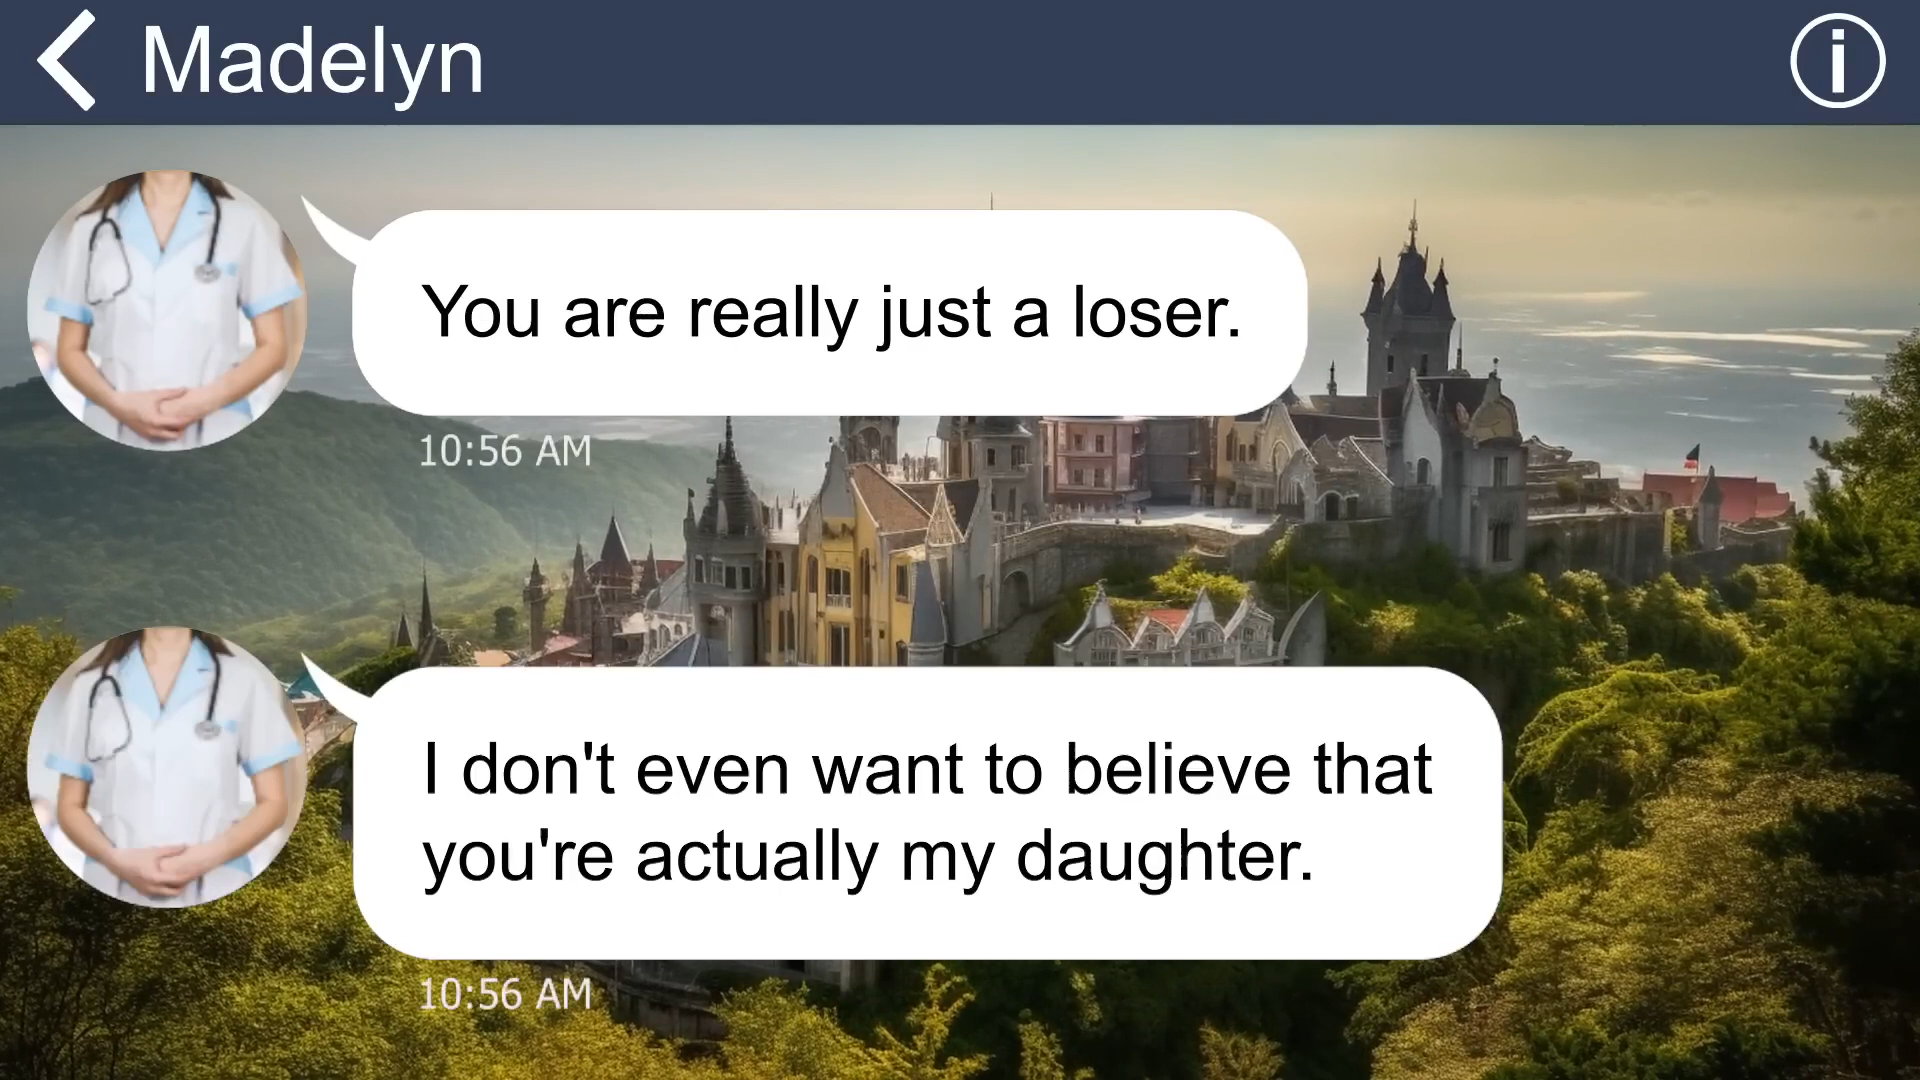 Madelyn
You are really just a loser.
10:56 AM
I don't even want to believe that
you're actually my daughter.
10:56 AM